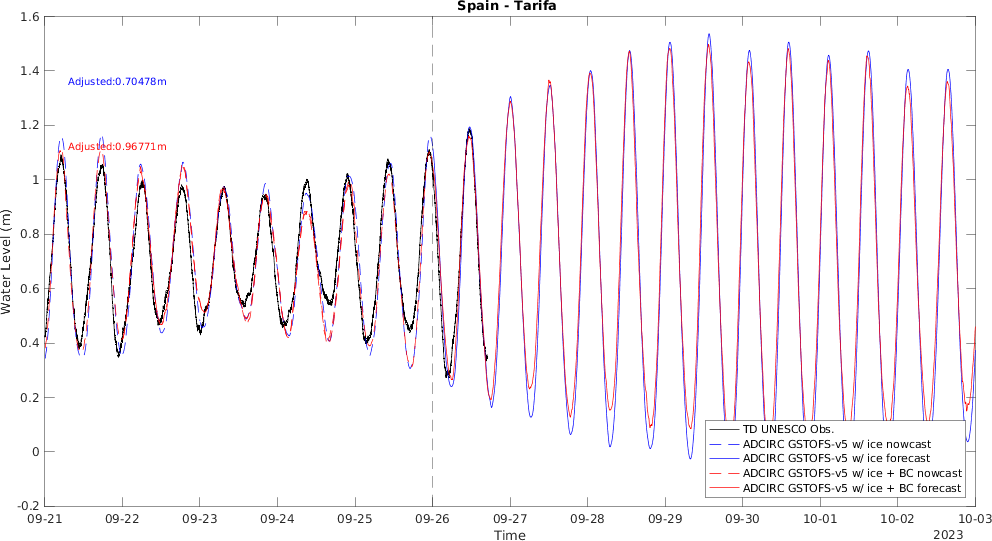 Spain - Tarifa
1.6
1.4
1.2
1
0.8
0.6
0.4
0.2
0
-0.2
Water Level (m)
Adjusted:0.70478m
Adjusted:0.96771m
TD UNESCO Obs.
ADCIRC GSTOFS-v5 w/ ice nowcast
ADCIRC GSTOFS-v5 w/ ice forecast
ADCIRC GSTOFS-v5 w/ ice + BC nowcast
ADCIRC GSTOFS-v5 w/ ice + BC forecast
09-21 09-22 09-23 09-24 09-25 09-26 09-27 09-28 09-29 09-30 10-01 10-02 10-03
Time
2023